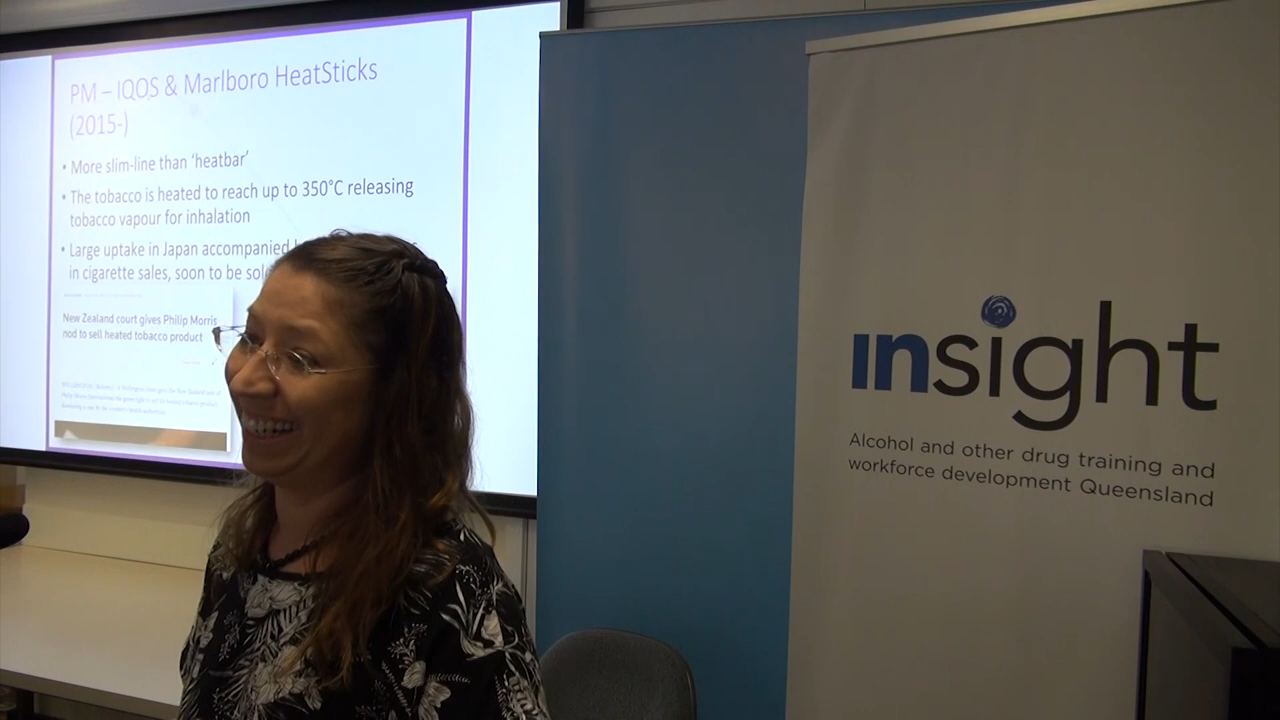 PM – IQOS & Marlboro HeatSticks
(2015-)
• More slim-line than ‘heatbar’
• The tobacco is heated to reach up to 350°C releasing
tobacco vapour for inhalation
• Large uptake in Japan accompanied
in cigarette sales, soon to be
New Zealand court gives Philip Morris
nod to sell heated tobacco product
insight
Alcohol and other drug training and
workforce development Queensland